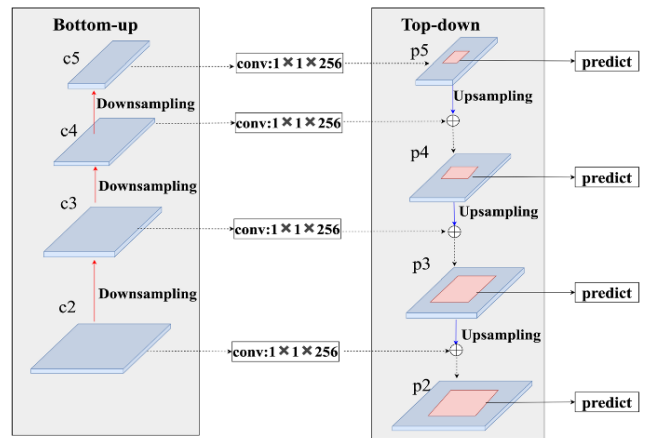 Bottom-up
Top-down
c5
conv:1×1×256
p5
predict
Downsampling
Upsampling
c4
conv:1×1×256
p4
predict
Downsampling
Upsampling
c3
conv:1×1×256
p3
predict
Downsampling
Upsampling
c2
conv:1×1×256
p2
predict